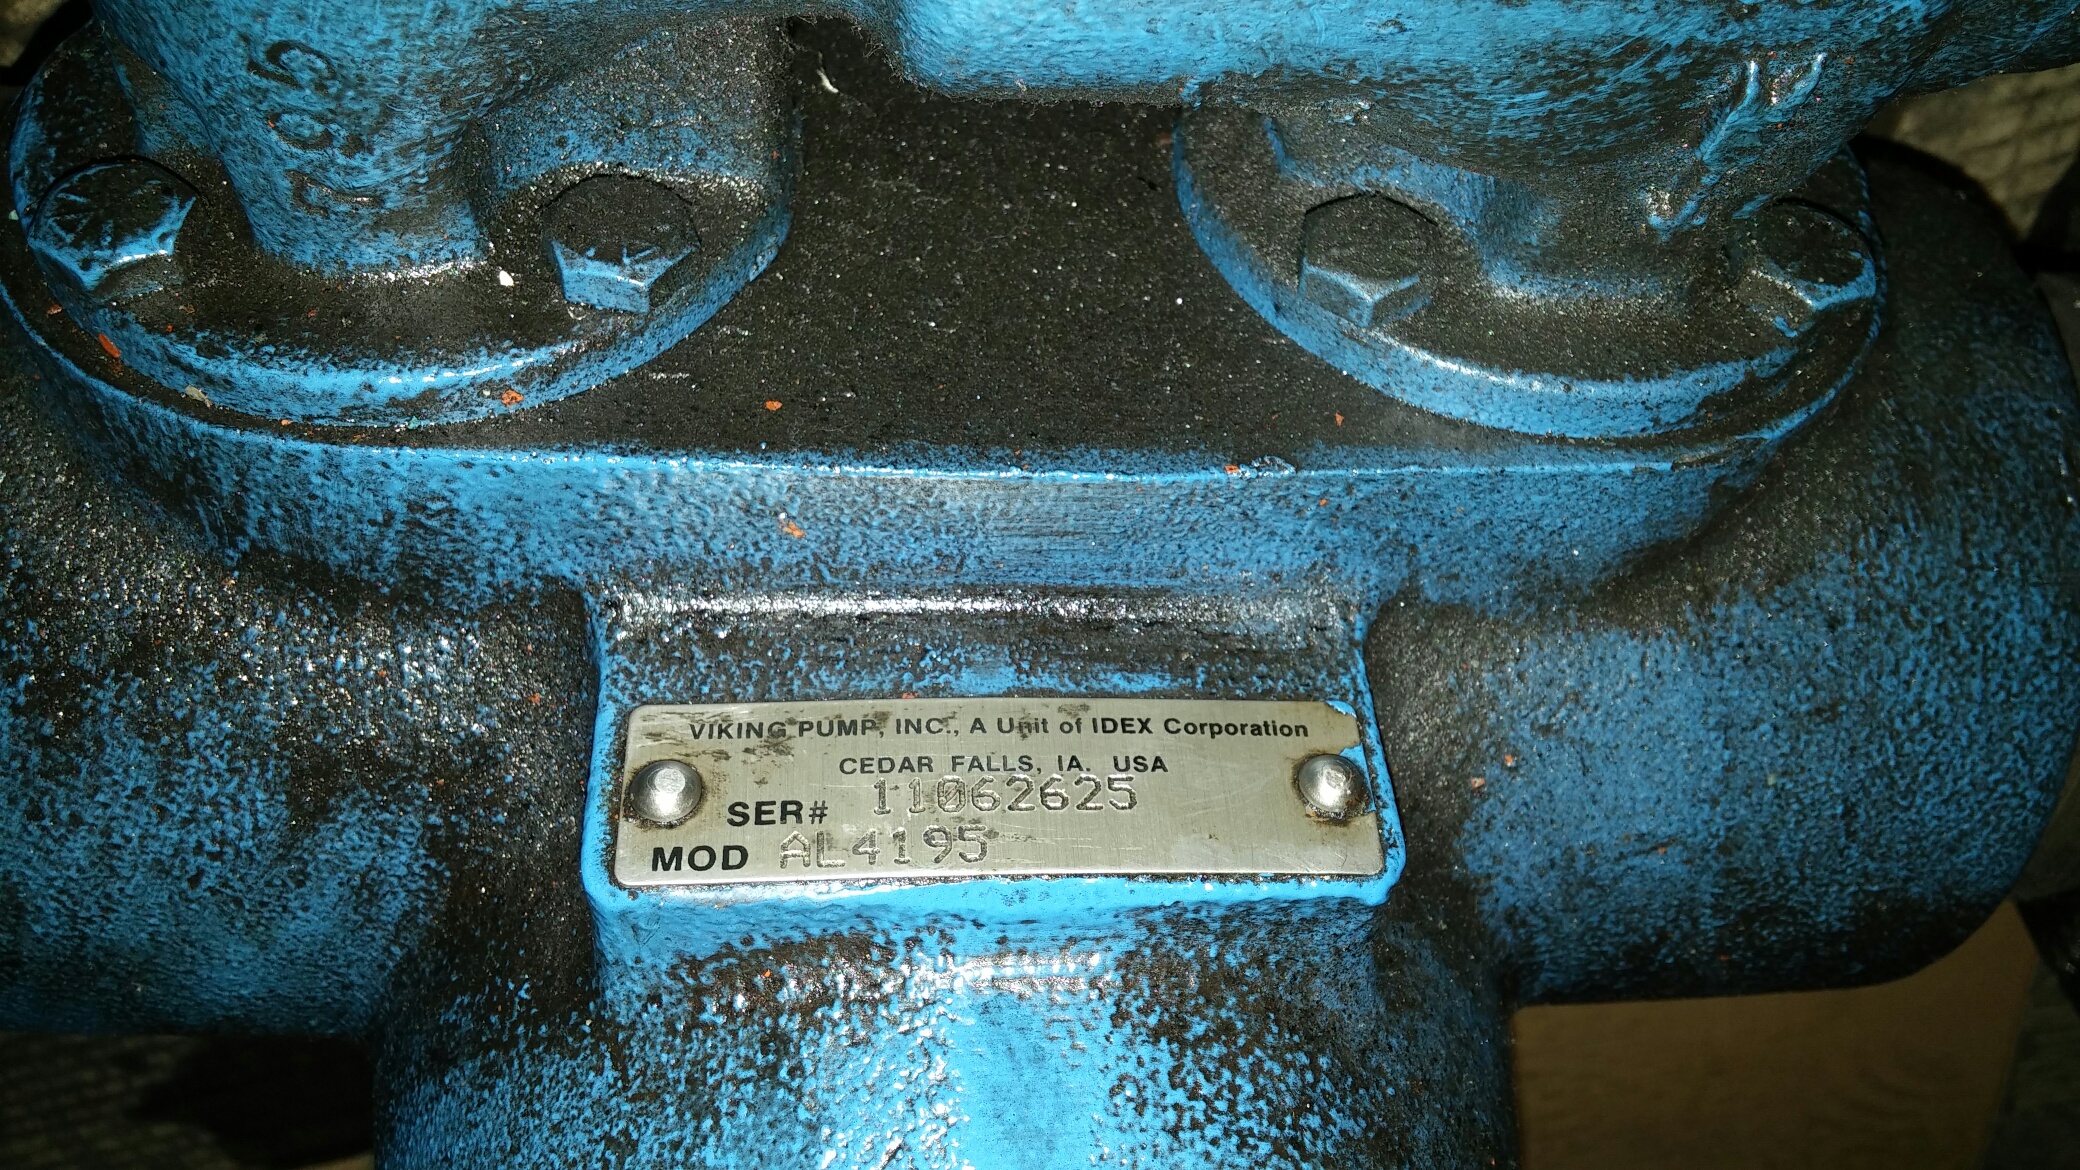 VIKING PUMP, INC., A Unit of IDEX Corporation
CEDAR FALLS, IA. USA
SER# 11062625
MOD AL4195